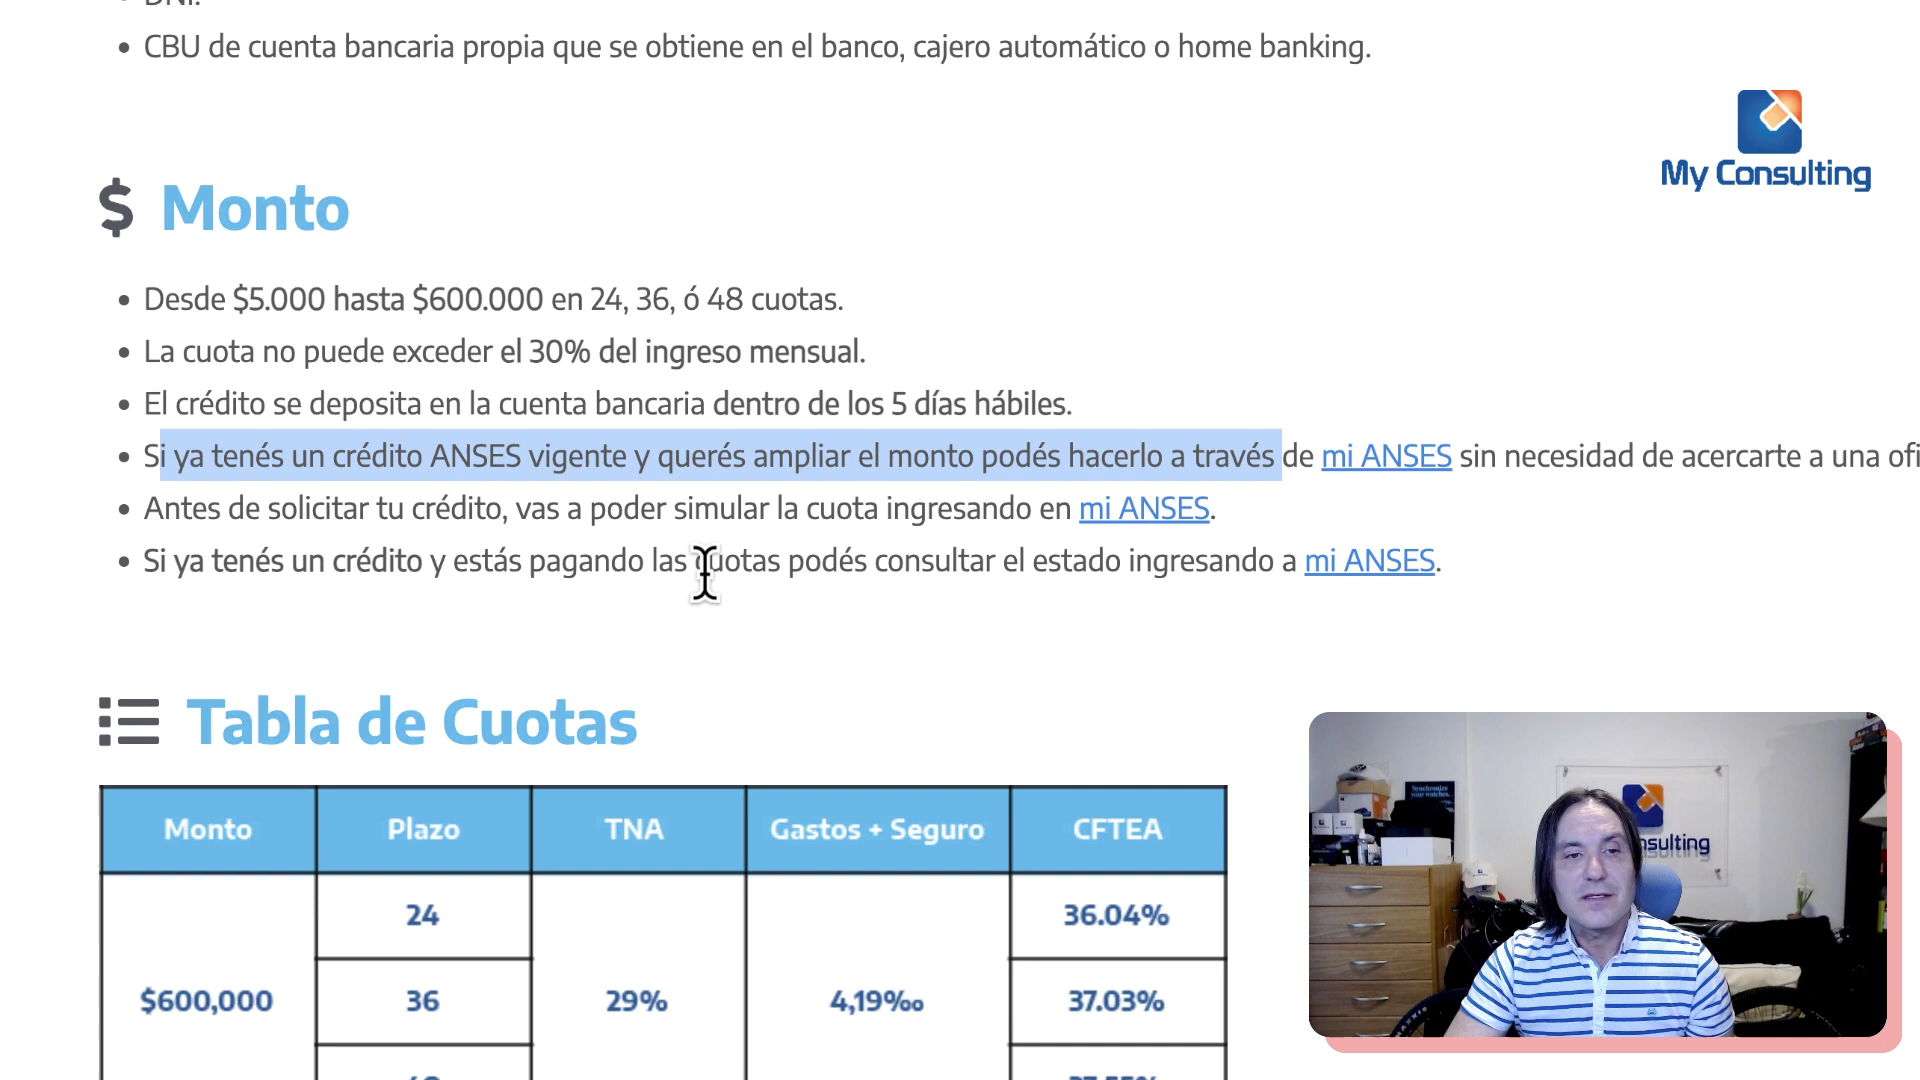 CBU de cuenta bancaria propia que se obtiene en el banco, cajero automático o home banking.
My Consulting
$ Monto
Desde $5.000 hasta $600.000 en 24, 36, ó 48 cuotas.
La cuota no puede exceder el 30% del ingreso mensual.
El crédito se deposita en la cuenta bancaria dentro de los 5 días hábiles.
Si ya tenés un crédito ANSES vigente y querés ampliar el monto podés hacerlo a través de mi ANSES sin necesidad de acercarte a una ofi
Antes de solicitar tu crédito, vas a poder simular la cuota ingresando en mi ANSES.
Si ya tenés un crédito y estás pagando las cuotas podés consultar el estado ingresando a mi ANSES.
Tabla de Cuotas
Monto Plazo TNA Gastos + Seguro CFTEA
24 36.04%
$600,000 36 29% 4,19‰ 37.03%
Synchronize
your watches.
nsulting